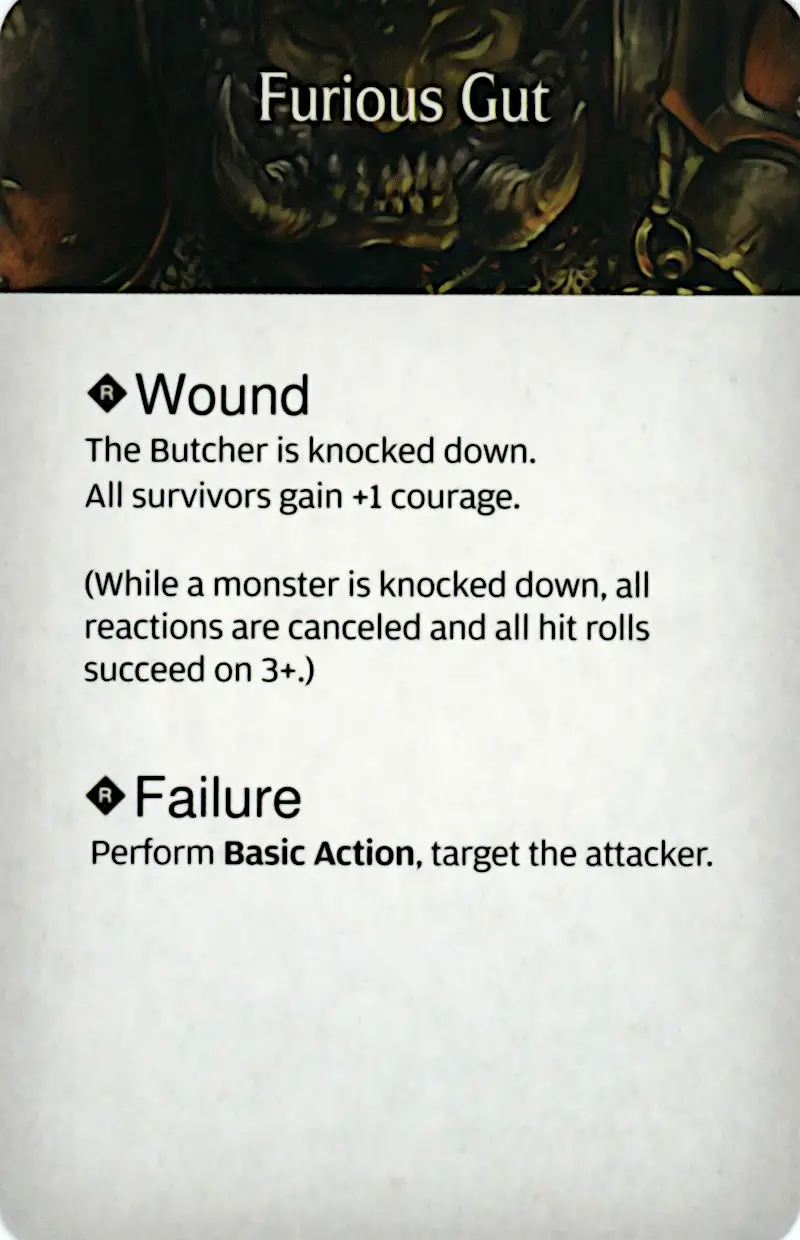 Furious Gut
R Wound
The Butcher is knocked down.
All survivors gain +1 courage.
(While a monster is knocked down, all
reactions are canceled and all hit rolls
succeed on 3+.)
R Failure
Perform Basic Action, target the attacker.